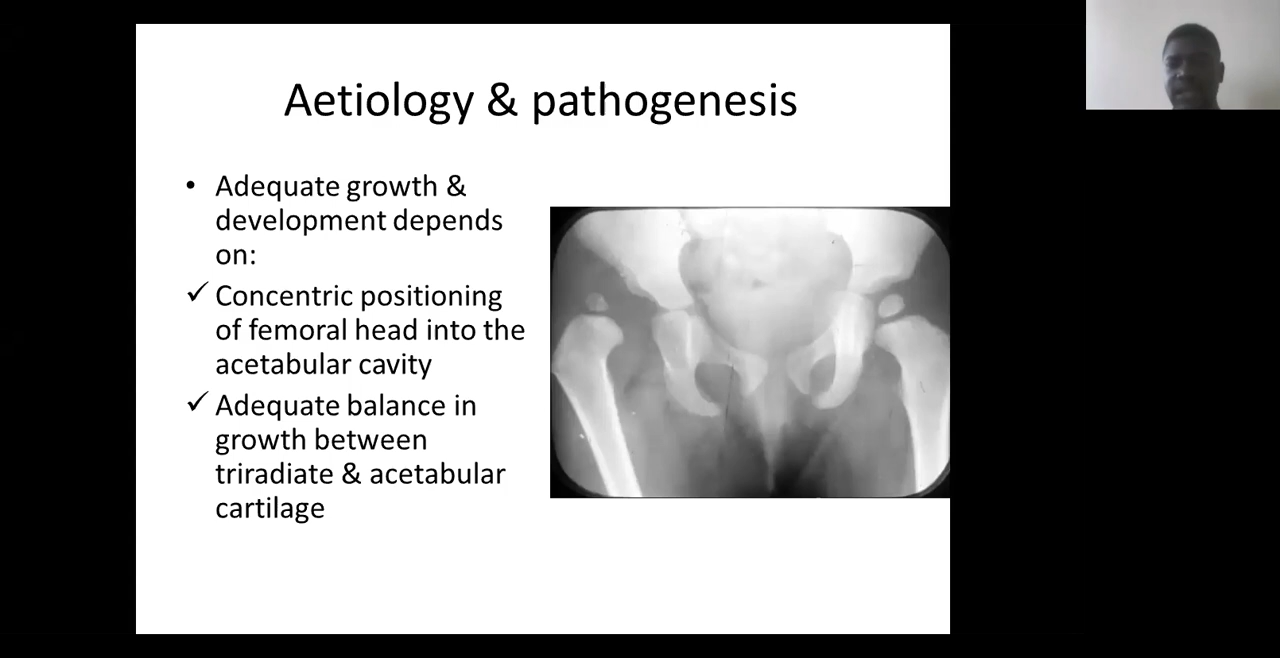 Aetiology & pathogenesis
• Adequate growth &
development depends
on:
✓ Concentric positioning
of femoral head into the
acetabular cavity
✓ Adequate balance in
growth between
triradiate & acetabular
cartilage